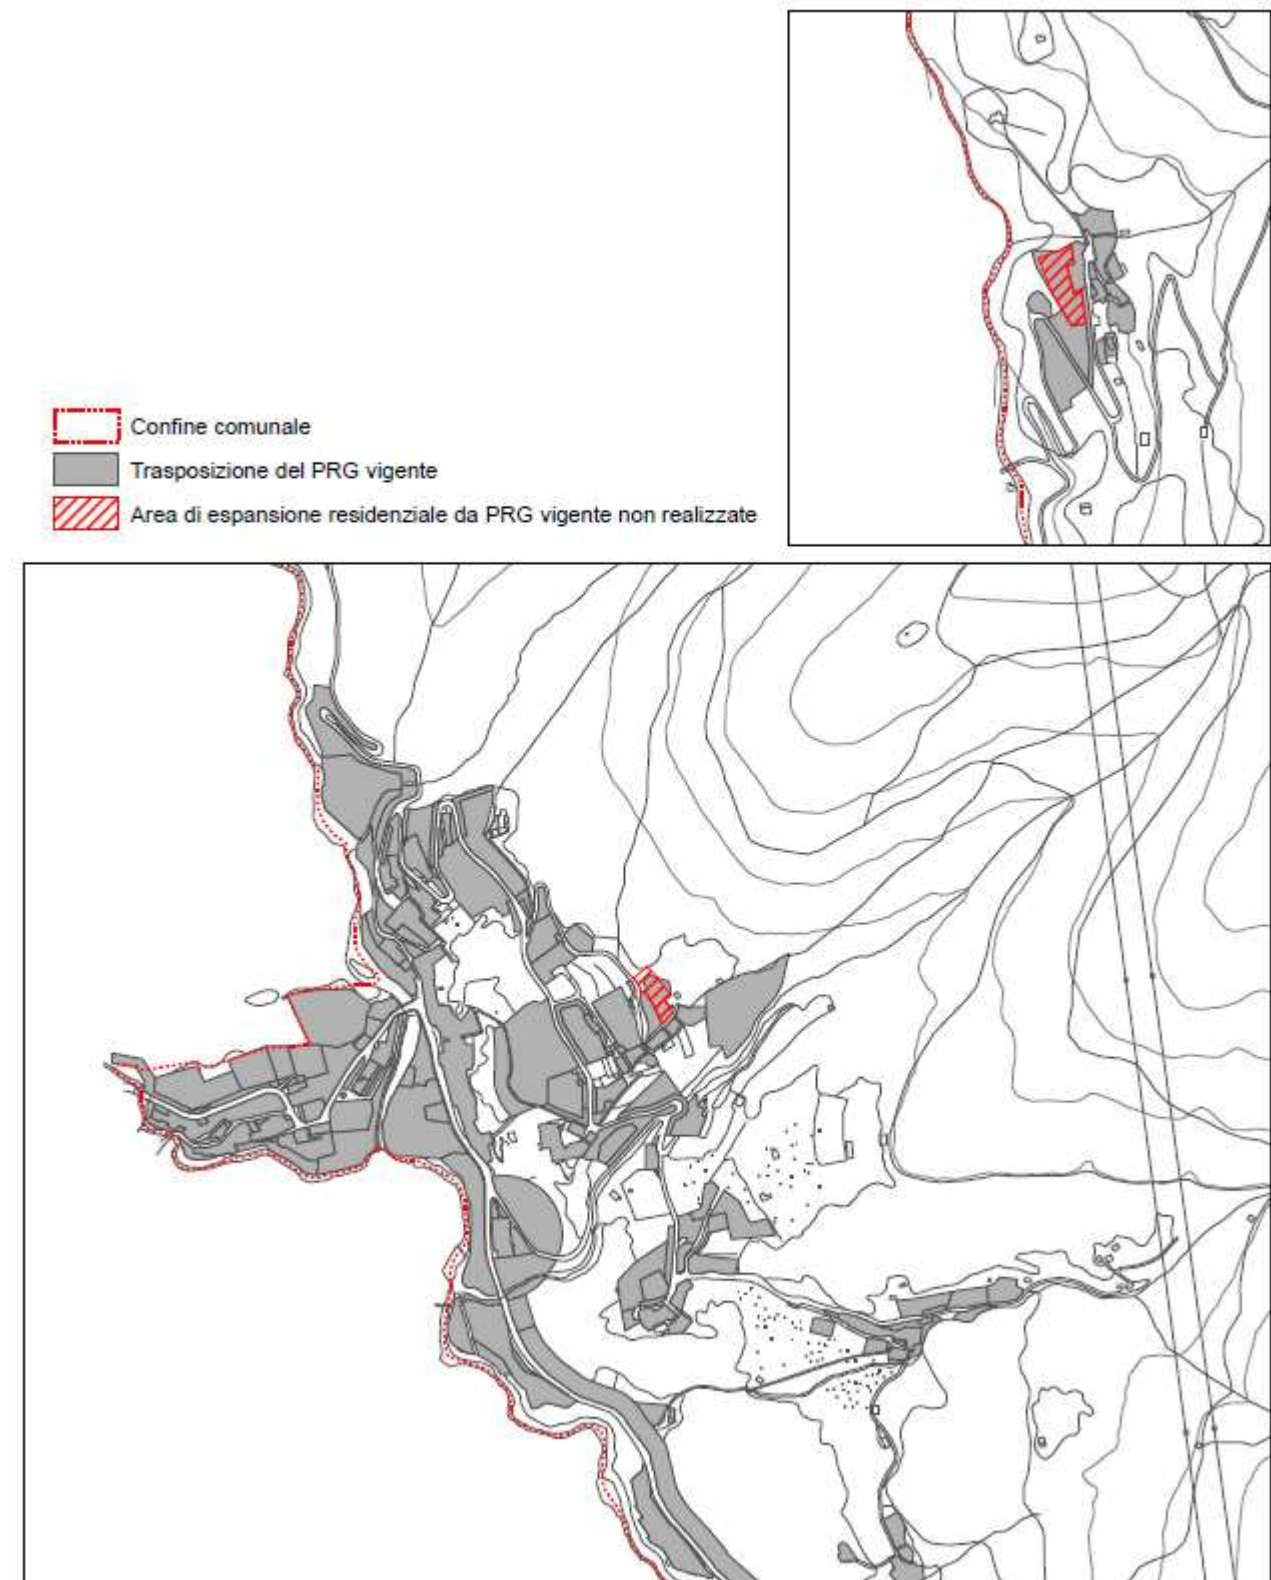 Confine comunale
Trasposizione del PRG vigente
Area di espansione residenziale da PRG vigente non realizzate